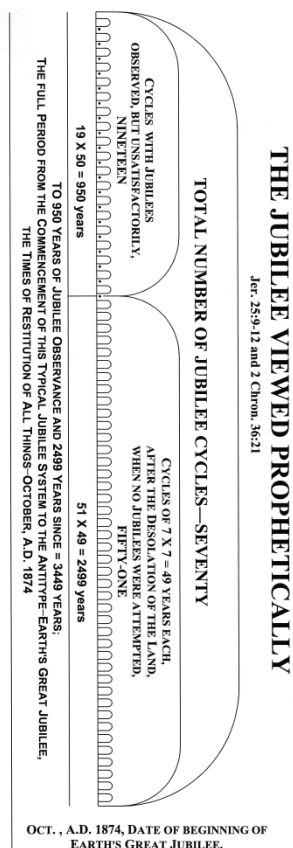 THE JUBILEE VIEWED PROPHETICALLY
Jer. 25:9-12 and 2 Chron. 36:21
TOTAL NUMBER OF JUBILEE CYCLES—SEVENTY
CYCLES WITH JUBILEES
OBSERVED, BUT UNSATISFACTORILY,
NINETEEN
CYCLES OF 7 X 7 = 49 YEARS EACH,
AFTER THE DESOLATION OF THE LAND,
WHEN NO JUBILEES WERE ATTEMPTED,
FIFTY-ONE
19 X 50 = 950 years
51 X 49 = 2499 years
TO 950 YEARS OF JUBILEE OBSERVANCE AND 2499 YEARS SINCE = 3449 YEARS;
THE FULL PERIOD FROM THE COMMENCEMENT OF THIS TYPICAL JUBILEE SYSTEM TO THE ANTITYPE–EARTH'S GREAT JUBILEE,
THE TIMES OF RESTITUTION OF ALL THINGS–OCTOBER, A.D. 1874
OCT. , A.D. 1874, DATE OF BEGINNING OF
EARTH'S GREAT JUBILEE.